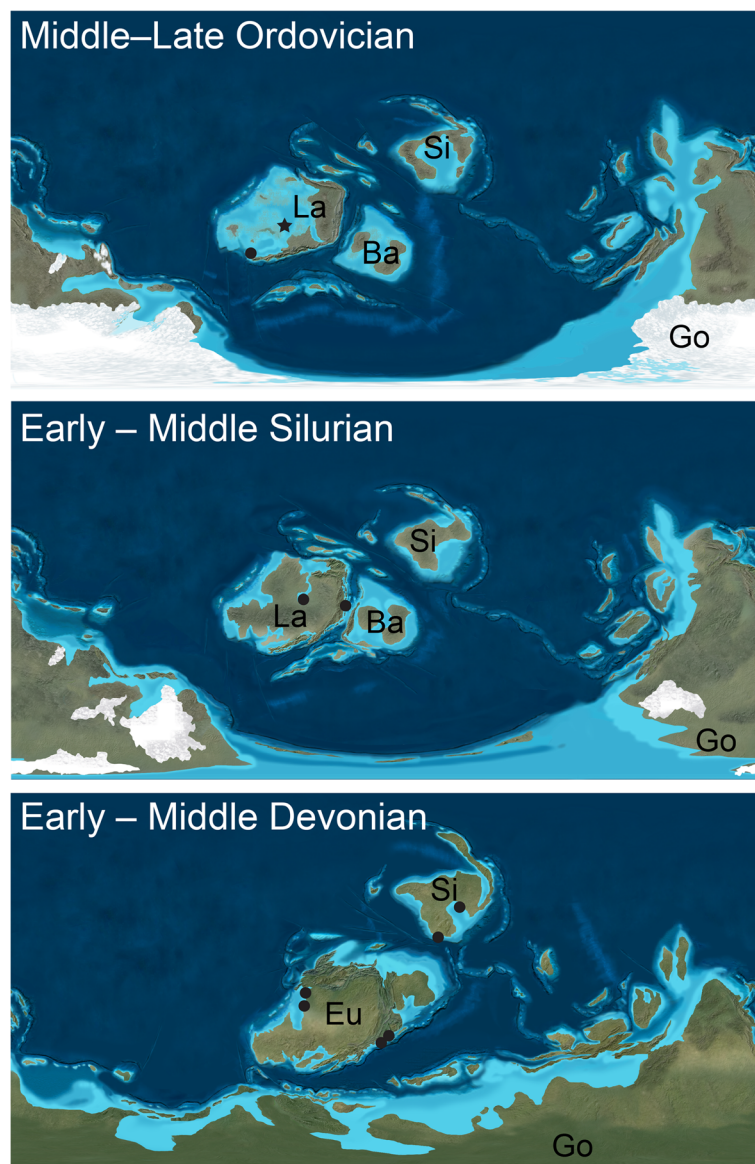 Middle–Late Ordovician
Si
La
Ba
Go
Early – Middle Silurian
Si
La
Ba
Go
Early – Middle Devonian
Si
Eu
Go